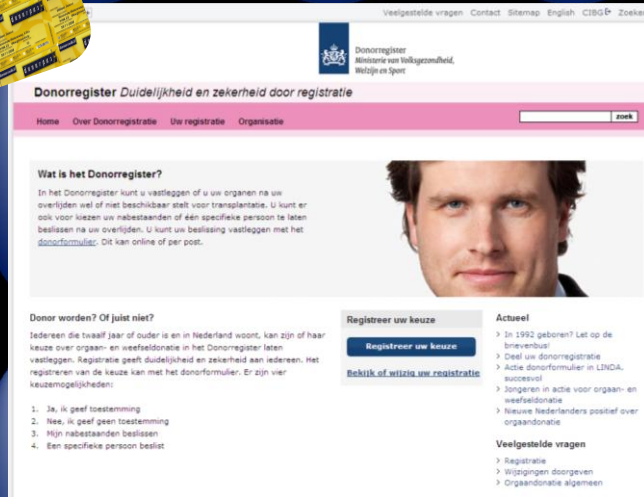 Veelgestelde vragen Contact Sitemap English CIBG Zoeken
Donorregister
Ministerie van Volksgezondheid,
Welzijn en Sport
Donorregister Duidelijkheid en zekerheid door registratie
Home Over Donorregistratie Uw registratie Organisatie
zoek
Wat is het Donorregister?
In het Donorregister kunt u vastleggen of u uw organen na uw
overlijden wel of niet beschikbaar stelt voor transplantatie. U kunt er
ook voor kiezen uw nabestaanden of één specifieke persoon te laten
beslissen na uw overlijden. U kunt uw beslissing vastleggen met het
donorformulier. Dit kan online of per post.
Donor worden? Of juist niet?
Iedereen die twaalf jaar of ouder is en in Nederland woont, kan zijn of haar
keuze over orgaan- en weefseldonatie in het Donorregister laten
vastleggen. Registratie geeft duidelijkheid en zekerheid aan iedereen. Het
registreren van de keuze kan met het donorformulier. Er zijn vier
keuzemogelijkheden:
1. Ja, ik geef toestemming
2. Nee, ik geef geen toestemming
3. Mijn nabestaanden beslissen
4. Een specifieke persoon beslist
Registreer uw keuze
Registreer uw keuze
Bekijk of wijzig uw registratie
Actueel
> In 1992 geboren? Let op de
brievenbus!
> Deel uw donorregistratie
> Actie donorformulier in LINDA.
succesvol
> Jongeren in actie voor orgaan- en
weefseldonatie
> Nieuwe Nederlanders positief over
orgaandonatie
Veelgestelde vragen
> Registratie
> Wijzigingen doorgeven
> Orgaandonatie algemeen